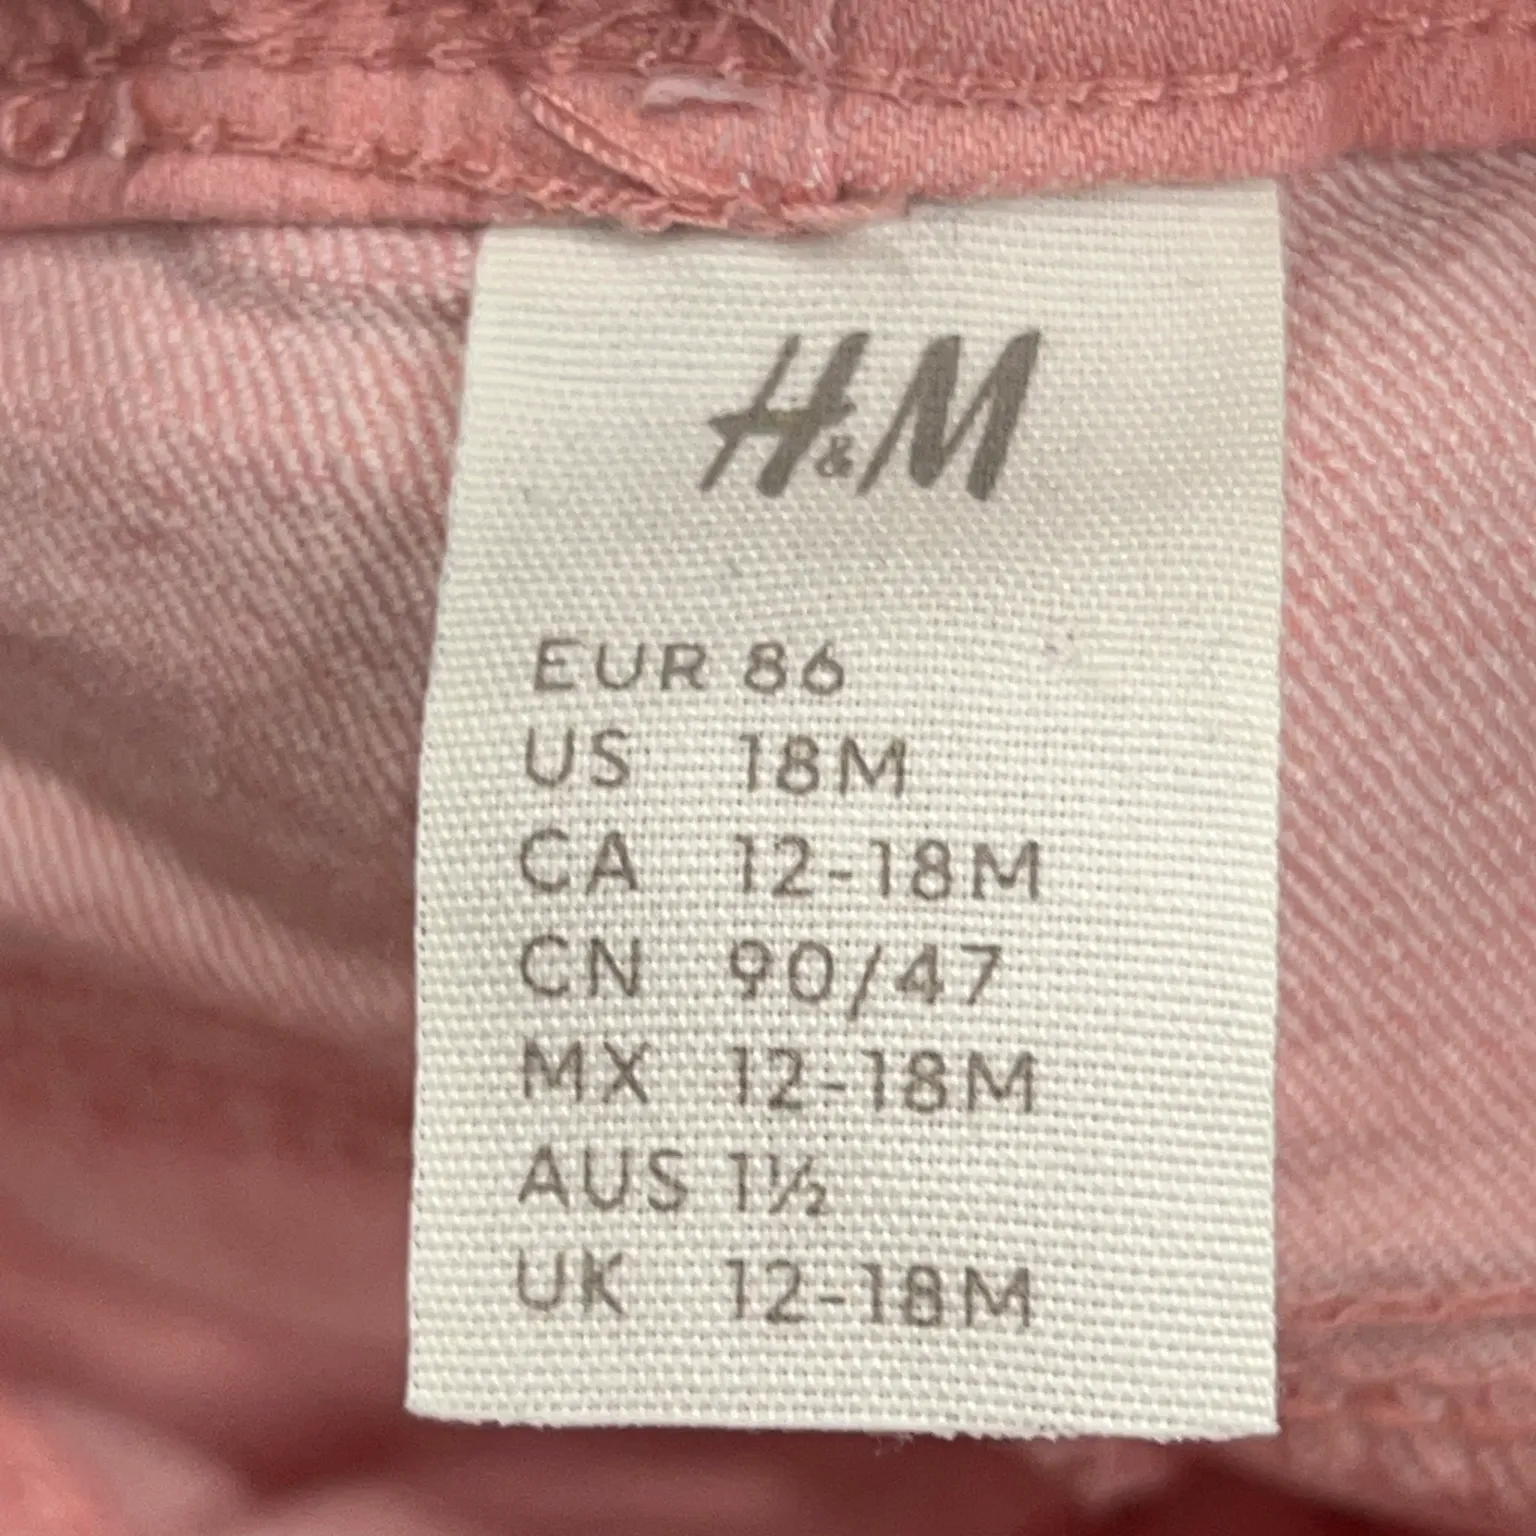 H&M
EUR 86
US 18M
CA 12-18M
CN 90/47
MX 12-18M
AUS 1½
UK 12-18M